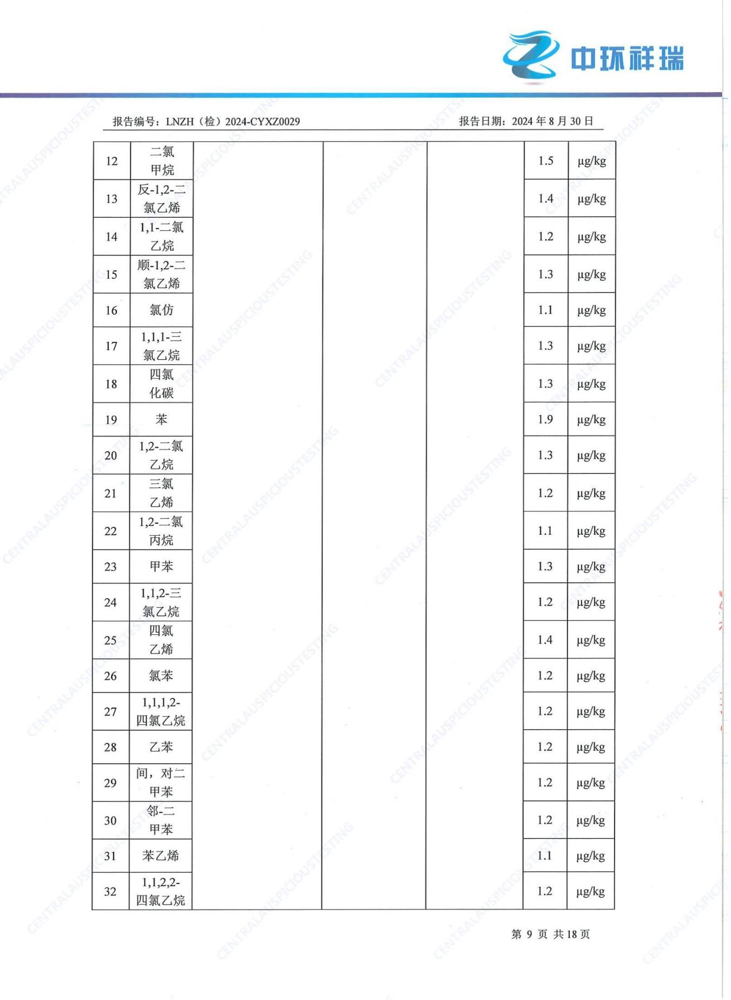 中环祥瑞
报告编号：LNZH（检）2024-CYXZ0029 报告日期：2024 年 8 月 30 日
12 二氯甲烷 1.5 μg/kg
13 反-1,2-二氯乙烯 1.4 μg/kg
14 1,1-二氯乙烷 1.2 μg/kg
15 顺-1,2-二氯乙烯 1.3 μg/kg
16 氯仿 1.1 μg/kg
17 1,1,1-三氯乙烷 1.3 μg/kg
18 四氯化碳 1.3 μg/kg
19 苯 1.9 μg/kg
20 1,2-二氯乙烷 1.3 μg/kg
21 三氯乙烯 1.2 μg/kg
22 1,2-二氯丙烷 1.1 μg/kg
23 甲苯 1.3 μg/kg
24 1,1,2-三氯乙烷 1.2 μg/kg
25 四氯乙烯 1.4 μg/kg
26 氯苯 1.2 μg/kg
27 1,1,1,2-四氯乙烷 1.2 μg/kg
28 乙苯 1.2 μg/kg
29 间，对二甲苯 1.2 μg/kg
30 邻-二甲苯 1.2 μg/kg
31 苯乙烯 1.1 μg/kg
32 1,1,2,2-四氯乙烷 1.2 μg/kg
第 9 页 共 18 页
CENTRALAUSPICIOUSTESTING